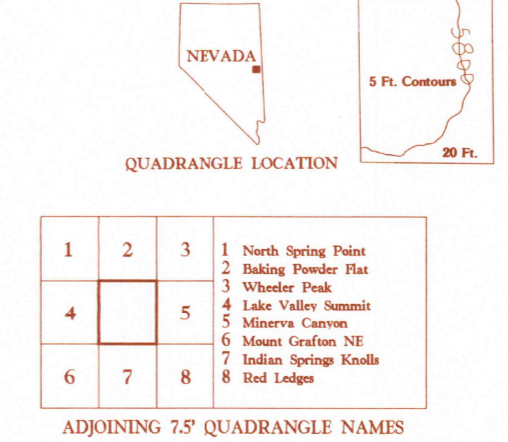 NEVADA
QUADRANGLE LOCATION
5800
5 Ft. Contours
20 Ft.
1 2 3
4 5
6 7 8
1 North Spring Point
2 Baking Powder Flat
3 Wheeler Peak
4 Lake Valley Summit
5 Minerva Canyon
6 Mount Grafton NE
7 Indian Springs Knolls
8 Red Ledges
ADJOINING 7.5' QUADRANGLE NAMES